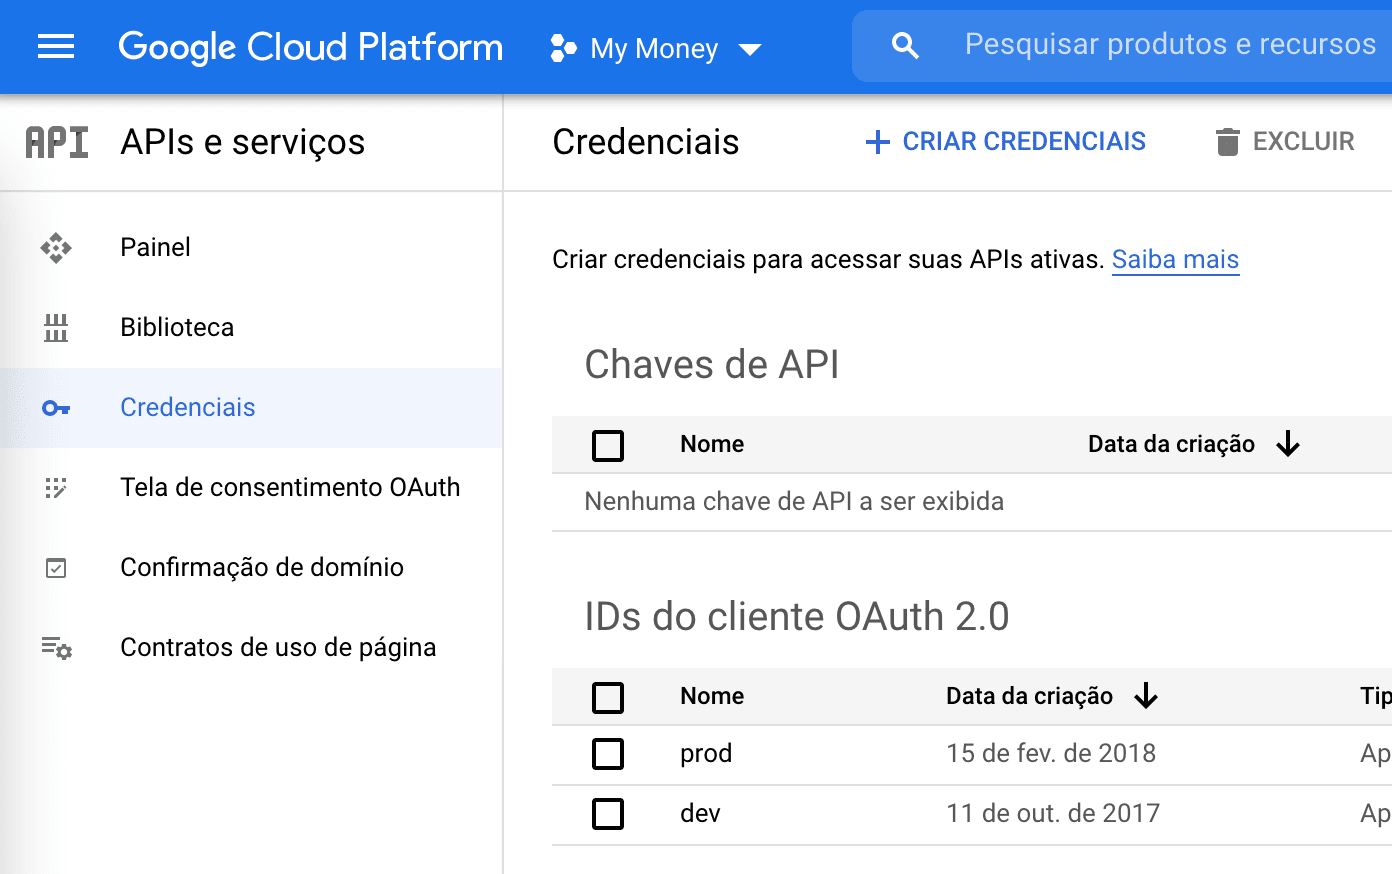 Google Cloud Platform
My Money
Pesquisar produtos e recursos
API
APIs e serviços
Credenciais
CRIAR CREDENCIAIS
EXCLUIR
Painel
Biblioteca
Credenciais
Tela de consentimento OAuth
Confirmação de domínio
Contratos de uso de página
Criar credenciais para acessar suas APIs ativas. Saiba mais
Chaves de API
Nome Data da criação
Nenhuma chave de API a ser exibida
IDs do cliente OAuth 2.0
Nome Data da criação Tip
prod 15 de fev. de 2018 Ap
dev 11 de out. de 2017 Ap